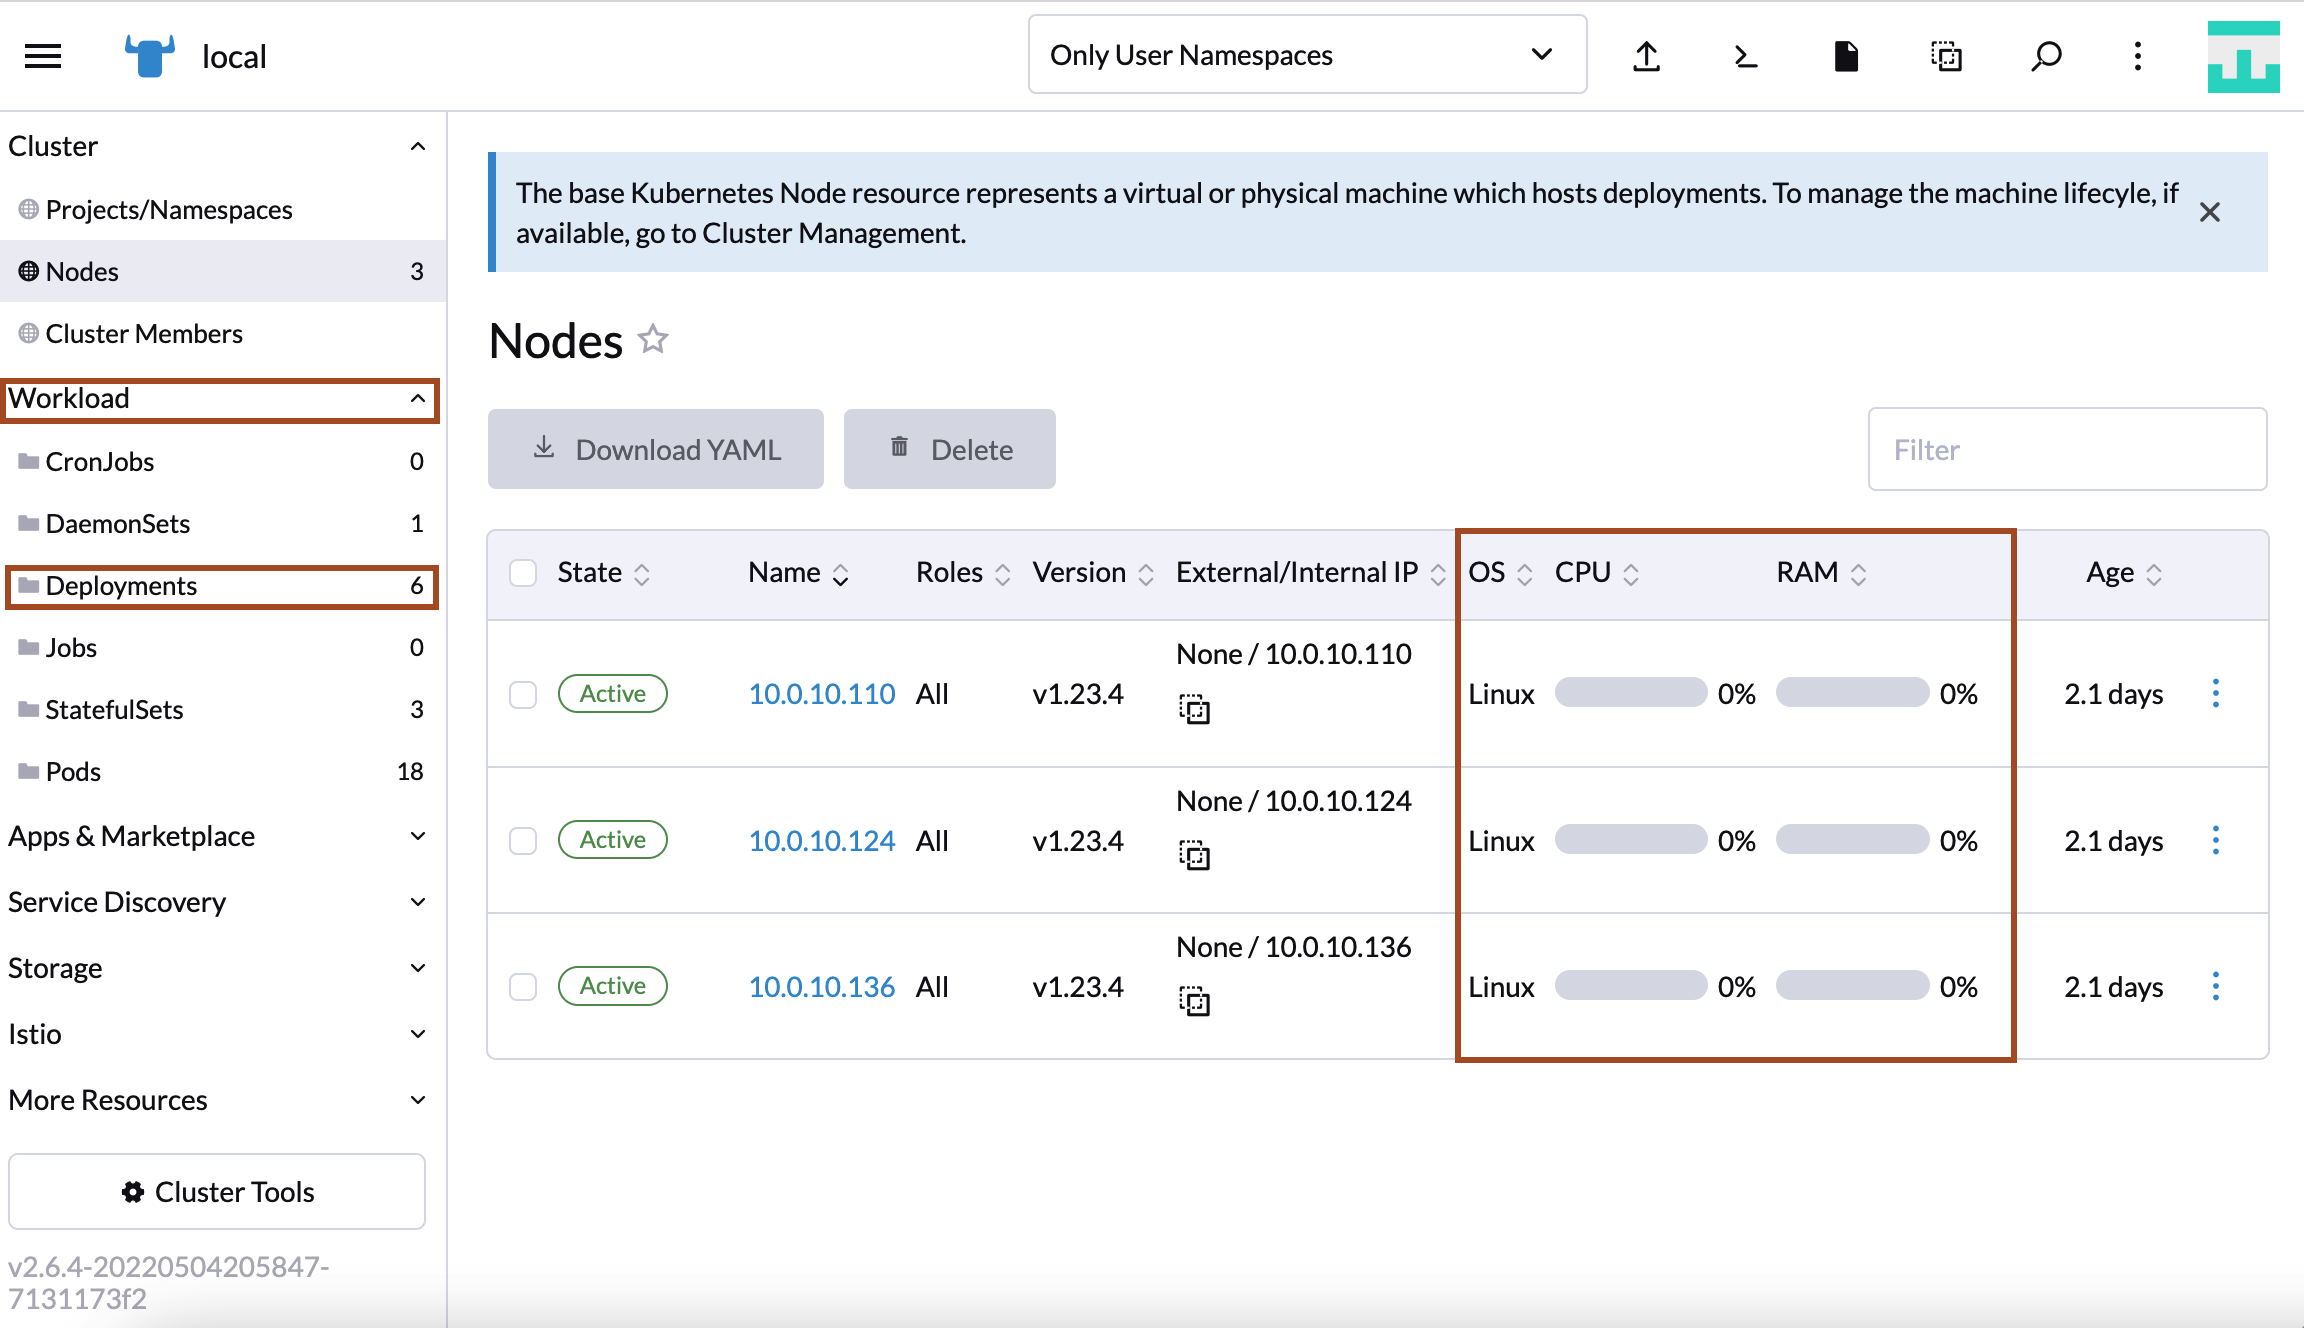 local
Only User Namespaces
Cluster
Projects/Namespaces
Nodes 3
Cluster Members
Workload
CronJobs 0
DaemonSets 1
Deployments 6
Jobs 0
StatefulSets 3
Pods 18
Apps & Marketplace
Service Discovery
Storage
Istio
More Resources
Cluster Tools
v2.6.4-20220504205847-
7131173f2
The base Kubernetes Node resource represents a virtual or physical machine which hosts deployments. To manage the machine lifecyle, if
available, go to Cluster Management.
Nodes
Download YAML Delete Filter
State Name Roles Version External/Internal IP OS CPU RAM Age
None / 10.0.10.110
Active 10.0.10.110 All v1.23.4 Linux 0% 0% 2.1 days
None / 10.0.10.124
Active 10.0.10.124 All v1.23.4 Linux 0% 0% 2.1 days
None / 10.0.10.136
Active 10.0.10.136 All v1.23.4 Linux 0% 0% 2.1 days